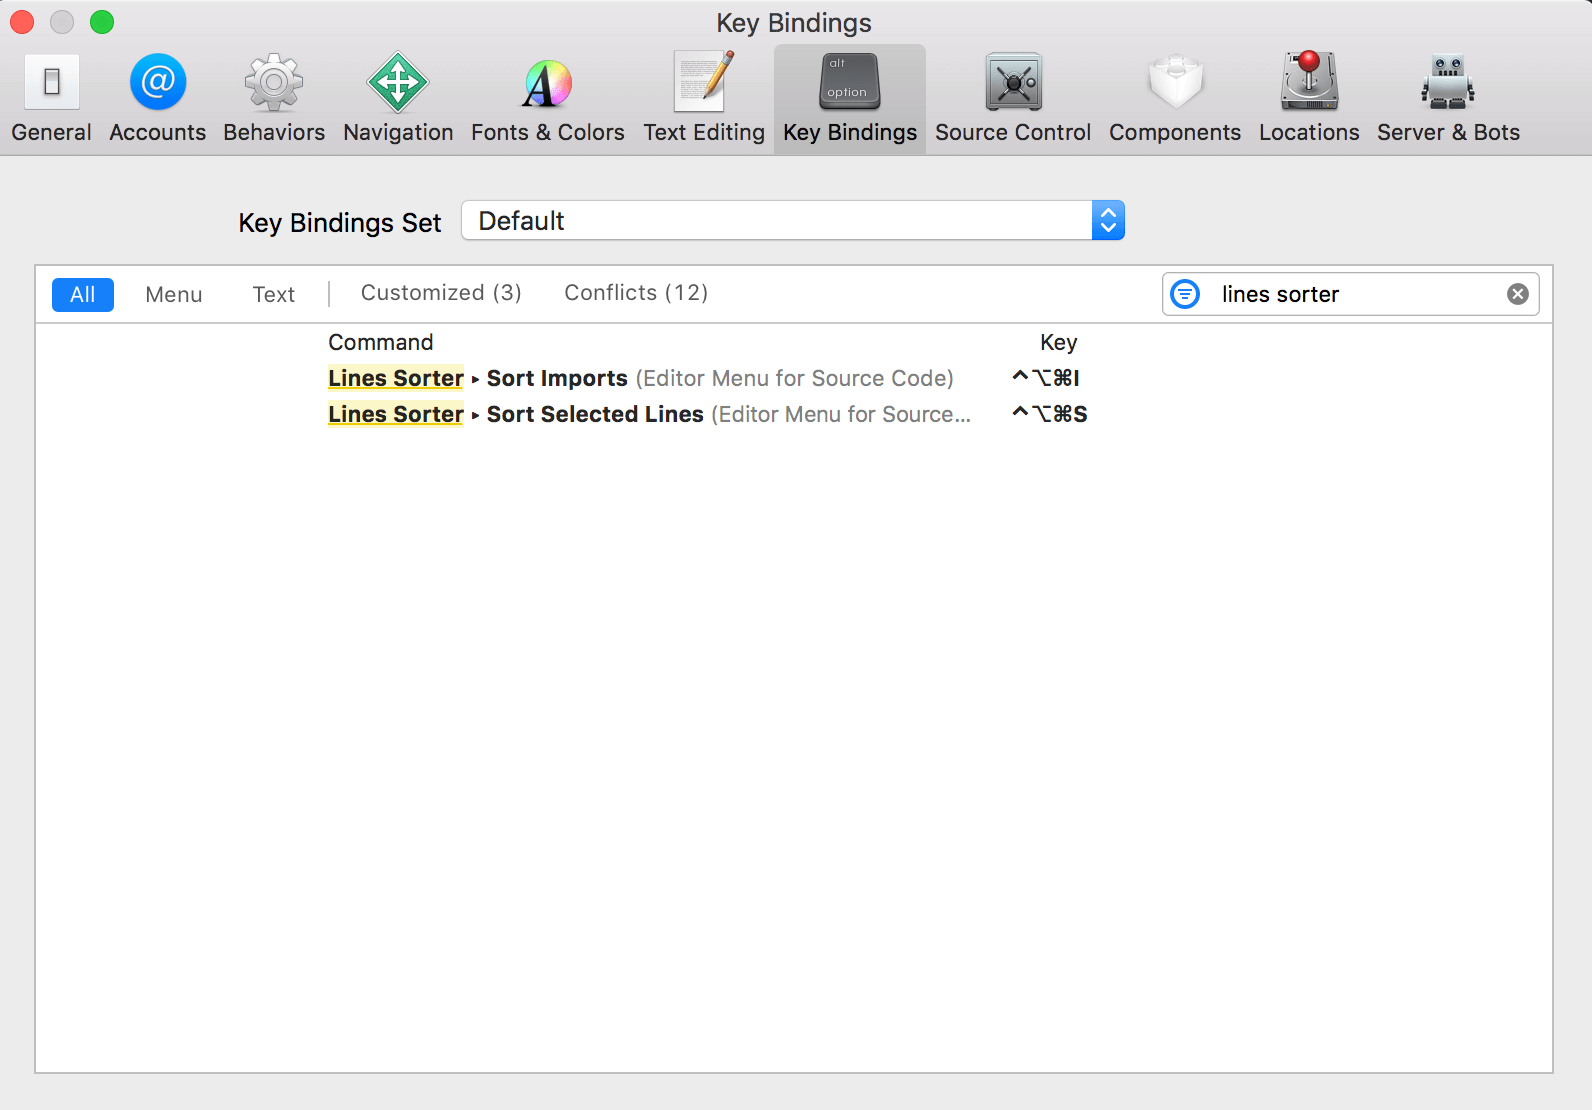 Key Bindings
alt
option
General Accounts Behaviors Navigation Fonts & Colors Text Editing Key Bindings Source Control Components Locations Server & Bots
Key Bindings Set Default
All Menu Text Customized (3) Conflicts (12) lines sorter
Command Key
Lines Sorter ▸ Sort Imports (Editor Menu for Source Code) ^⌥⌘I
Lines Sorter ▸ Sort Selected Lines (Editor Menu for Source... ^⌥⌘S